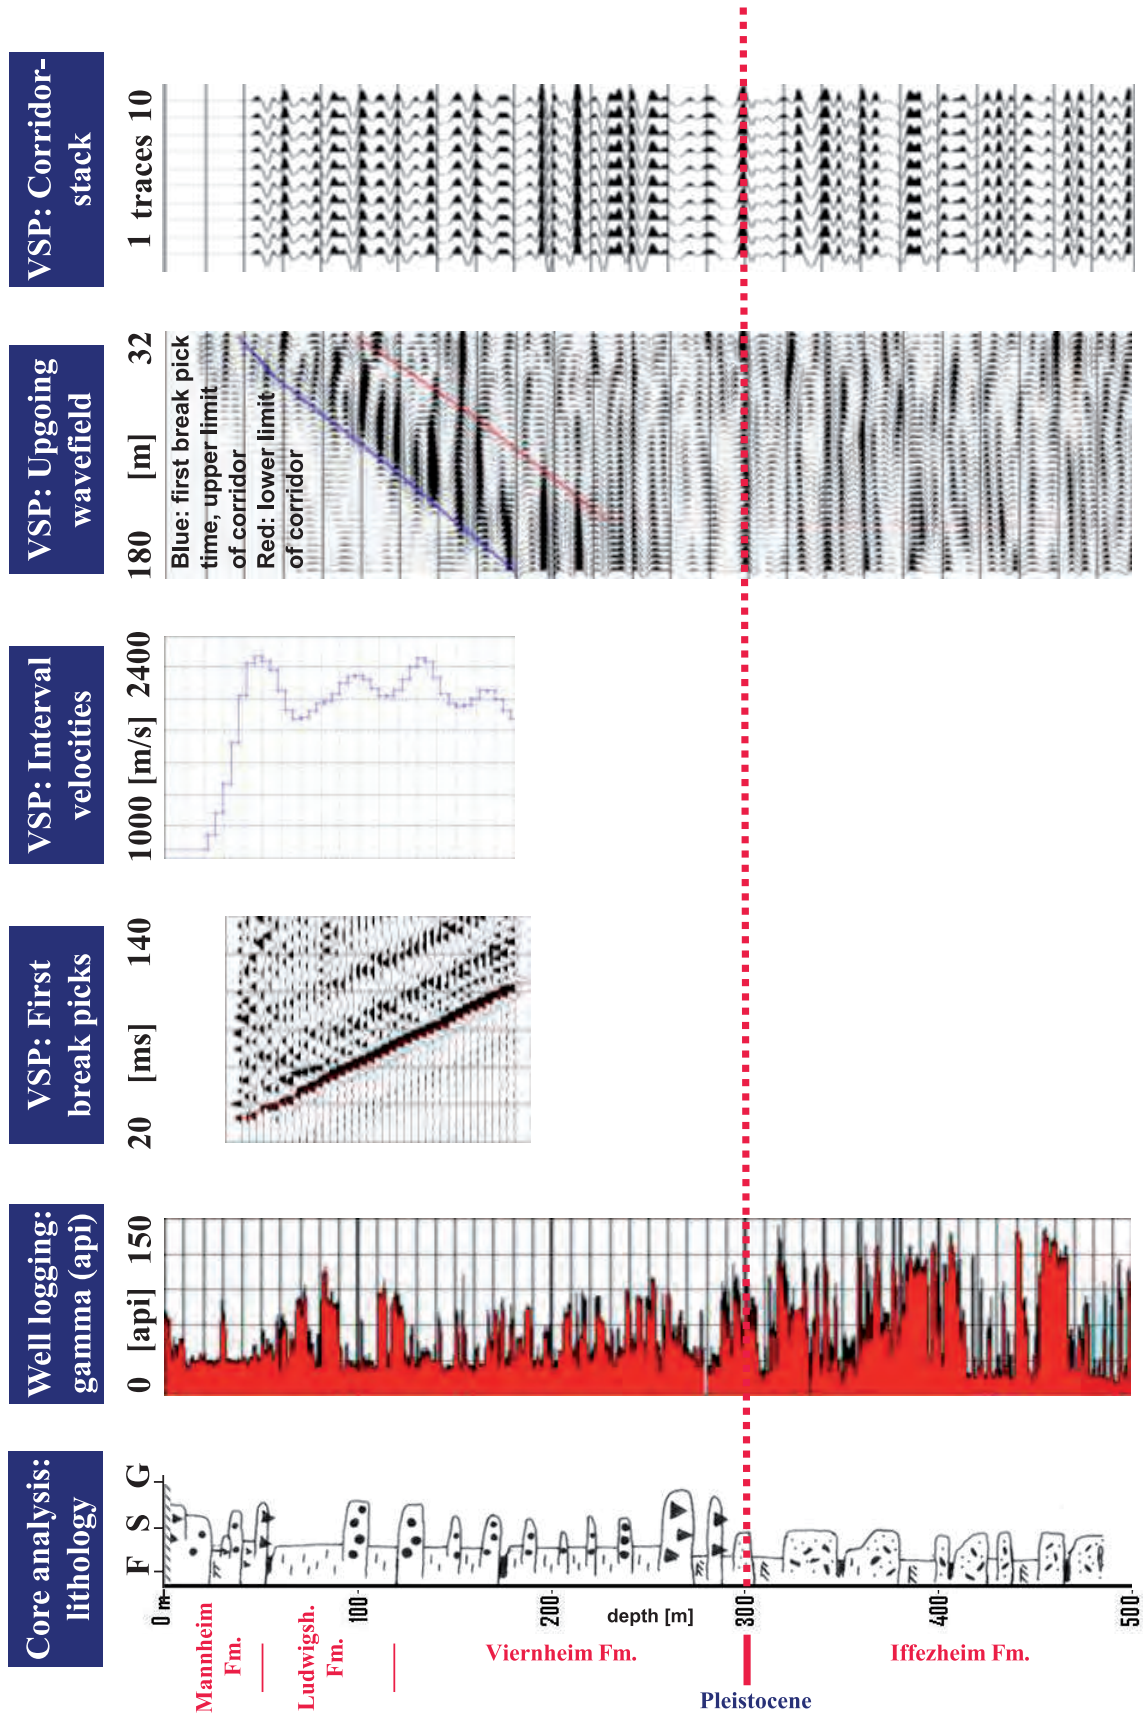 Core analysis:
lithology
F S G
Well logging:
gamma (api)
0 [api] 150
VSP: First
break picks
20 [ms] 140
VSP: Interval
velocities
1000 [m/s] 2400
VSP: Upgoing
wavefield
180 [m] 32
Blue: first break pick
time, upper limit
of corridor
Red: lower limit
of corridor
VSP: Corridor-
stack
1 traces 10
0 m
100
200
depth [m]
300
400
500
Mannheim
Fm.
Ludwigsh.
Fm.
Viernheim Fm.
Iffezheim Fm.
Pleistocene